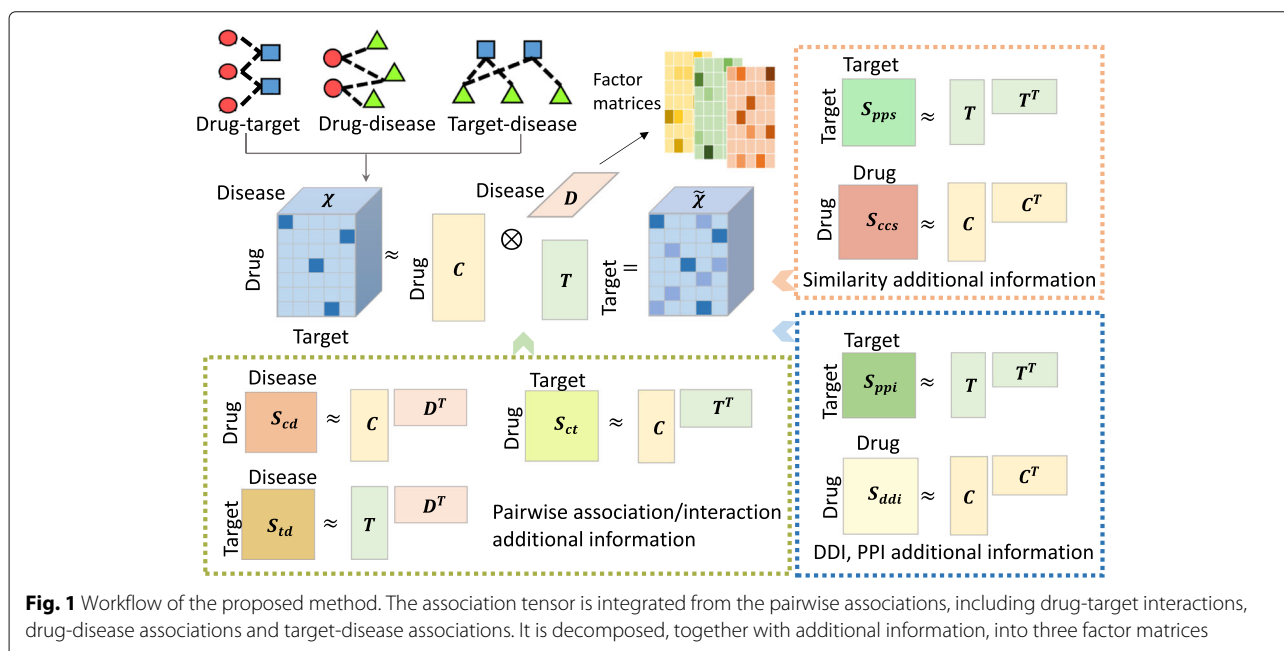 Drug-target
Drug-disease
Target-disease
Factor
matrices
Disease
χ
Drug
Target
≈
Drug
C
⊗
Disease
D
T
Target
=
χ̃
Target
Target
S_pps ≈ T T^T
Drug
Drug
S_ccs ≈ C C^T
Similarity additional information
Target
Target
S_ppi ≈ T T^T
Drug
Drug
S_ddi ≈ C C^T
DDI, PPI additional information
Disease
Drug
S_cd ≈ C D^T
Target
Drug
S_ct ≈ C T^T
Disease
Target
S_td ≈ T D^T
Pairwise association/interaction
additional information
Fig. 1 Workflow of the proposed method. The association tensor is integrated from the pairwise associations, including drug-target interactions,
drug-disease associations and target-disease associations. It is decomposed, together with additional information, into three factor matrices